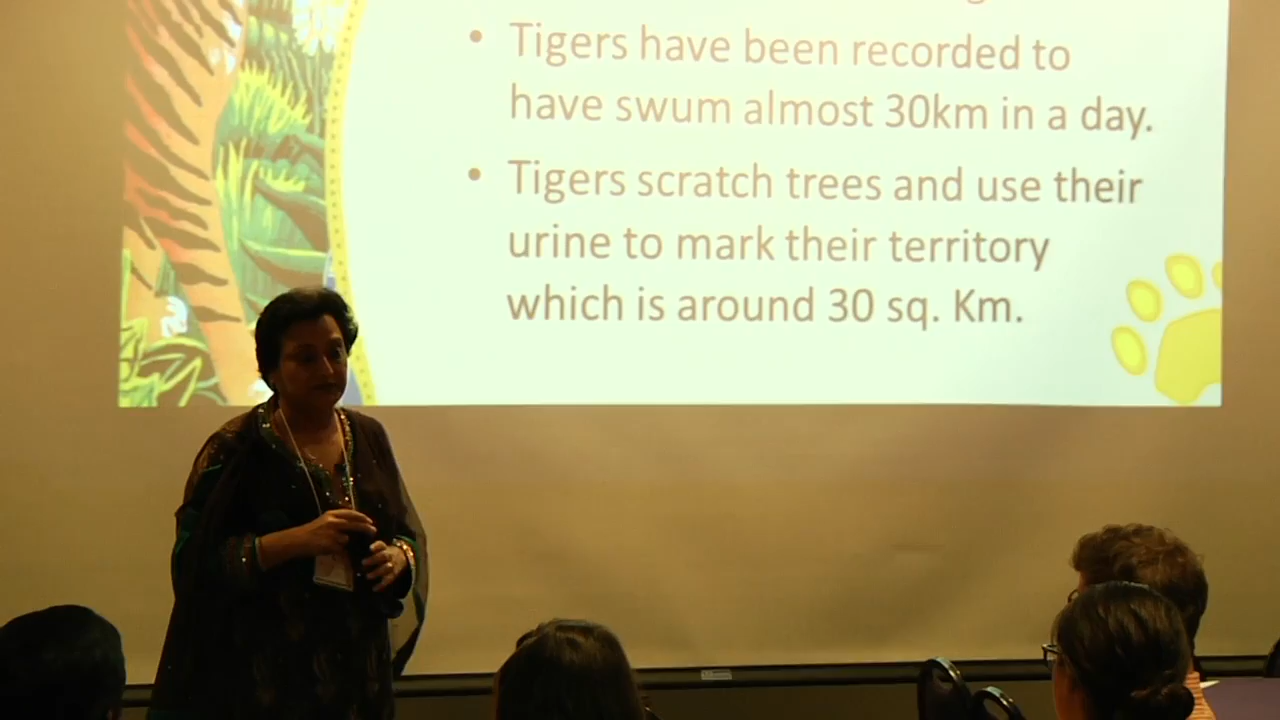 • Tigers have been recorded to
have swum almost 30km in a day.
• Tigers scratch trees and use their
urine to mark their territory
which is around 30 sq. Km.